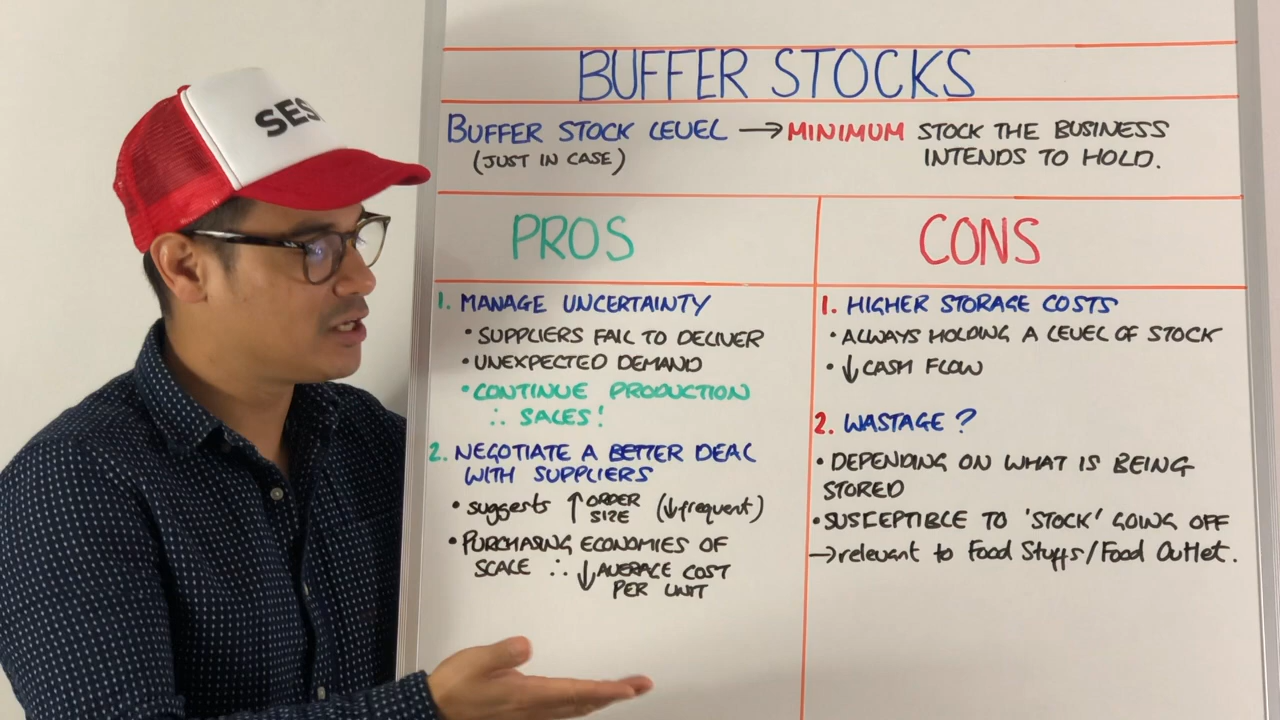 SES
BUFFER STOCKS
BUFFER STOCK LEVEL → MINIMUM STOCK THE BUSINESS
(JUST IN CASE) INTENDS TO HOLD.
PROS
1. MANAGE UNCERTAINTY
• SUPPLIERS FAIL TO DELIVER
• UNEXPECTED DEMAND
• CONTINUE PRODUCTION
∴ SALES!
2. NEGOTIATE A BETTER DEAL
WITH SUPPLIERS
• suggests ↑ ORDER SIZE (↓frequent)
• PURCHASING ECONOMIES OF
SCALE ∴ ↓ AVERAGE COST
PER UNIT
CONS
1. HIGHER STORAGE COSTS
• ALWAYS HOLDING A LEVEL OF STOCK
• ↓ CASH FLOW
2. WASTAGE ?
• DEPENDING ON WHAT IS BEING
STORED
• SUSCEPTIBLE TO 'STOCK' GOING OFF
→ relevant to Food Stuffs/Food Outlet.